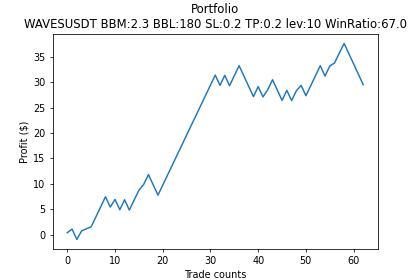 Portfolio
WAVESUSDT BBM:2.3 BBL:180 SL:0.2 TP:0.2 lev:10 WinRatio:67.0
35
30
25
20
15
10
5
0
Profit ($)
0 10 20 30 40 50 60
Trade counts